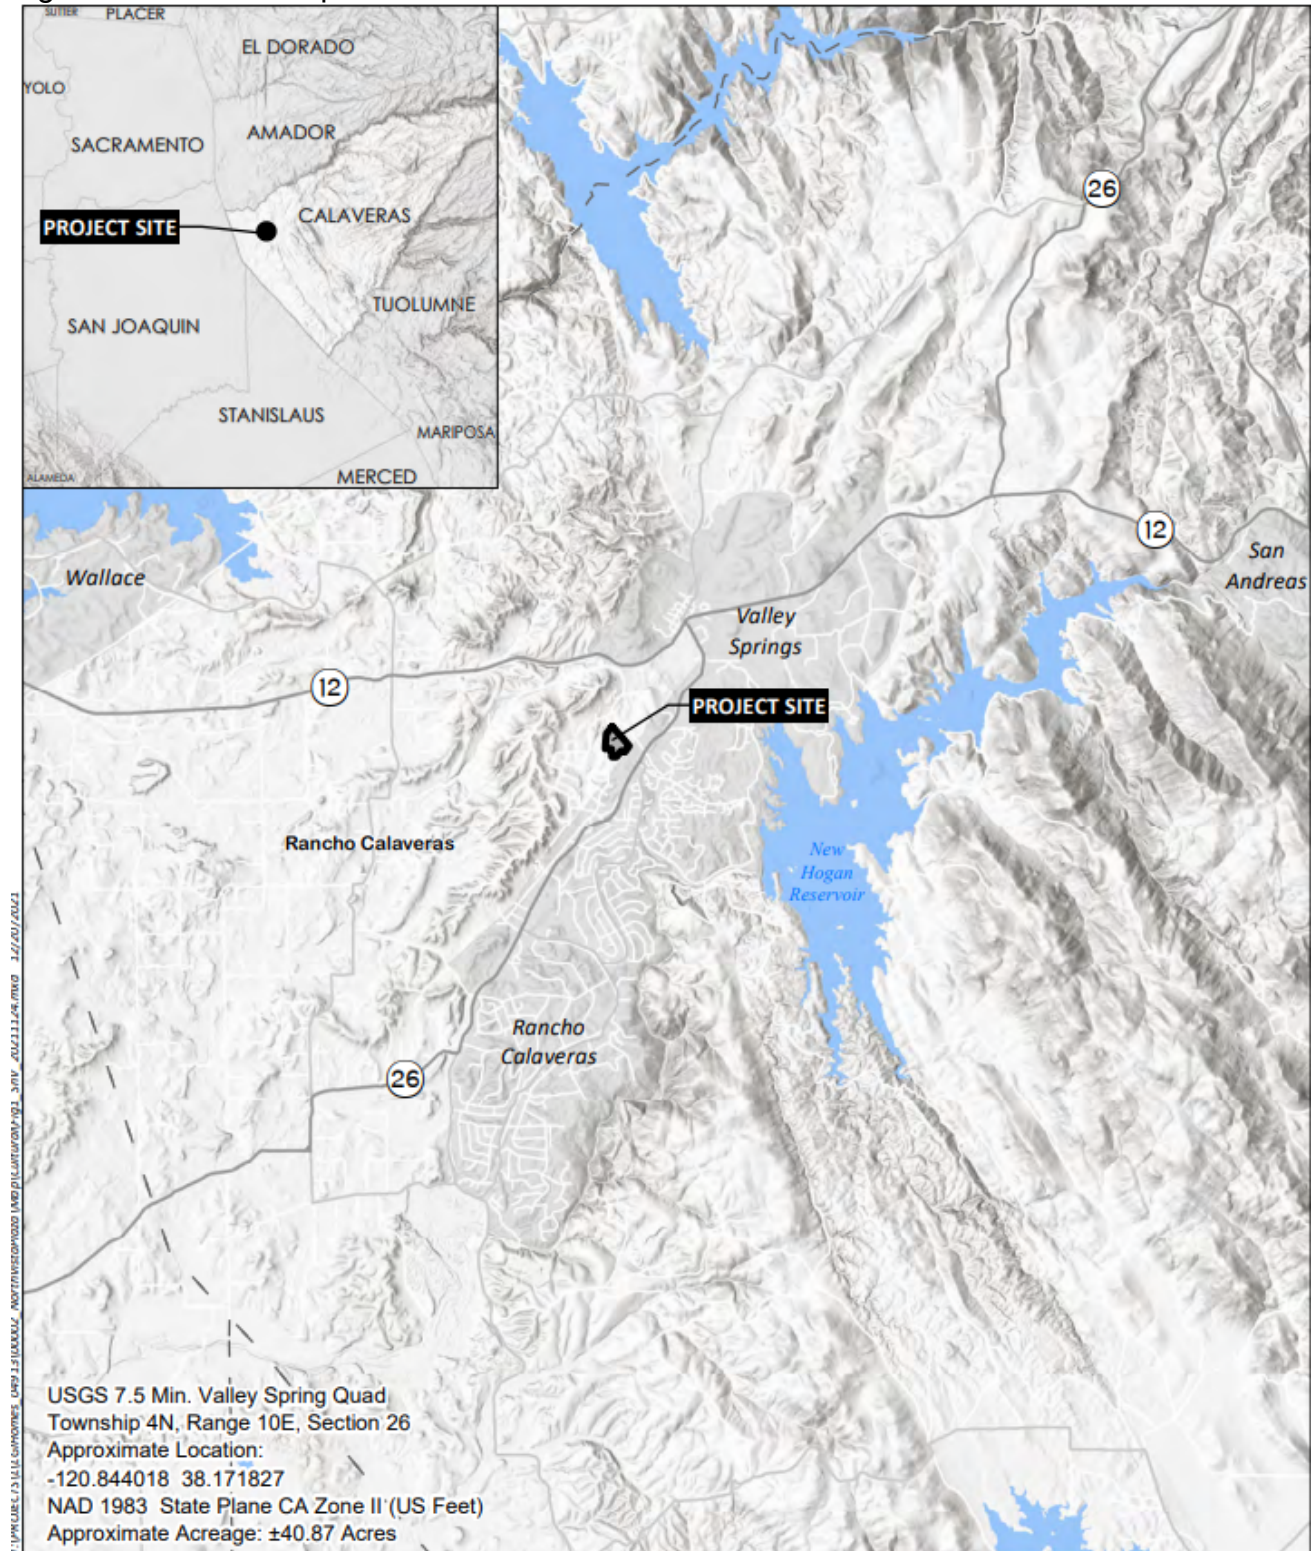 SUTTER
PLACER
EL DORADO
YOLO
AMADOR
SACRAMENTO
CALAVERAS
PROJECT SITE
TUOLUMNE
SAN JOAQUIN
STANISLAUS
MARIPOSA
ALAMEDA
MERCED
26
12
San
Andreas
Wallace
Valley
Springs
12
PROJECT SITE
Rancho Calaveras
New
Hogan
Reservoir
Rancho
Calaveras
26
USGS 7.5 Min. Valley Spring Quad
Township 4N, Range 10E, Section 26
Approximate Location:
-120.844018 38.171827
NAD 1983 State Plane CA Zone II (US Feet)
Approximate Acreage: ±40.87 Acres
12/20/2021